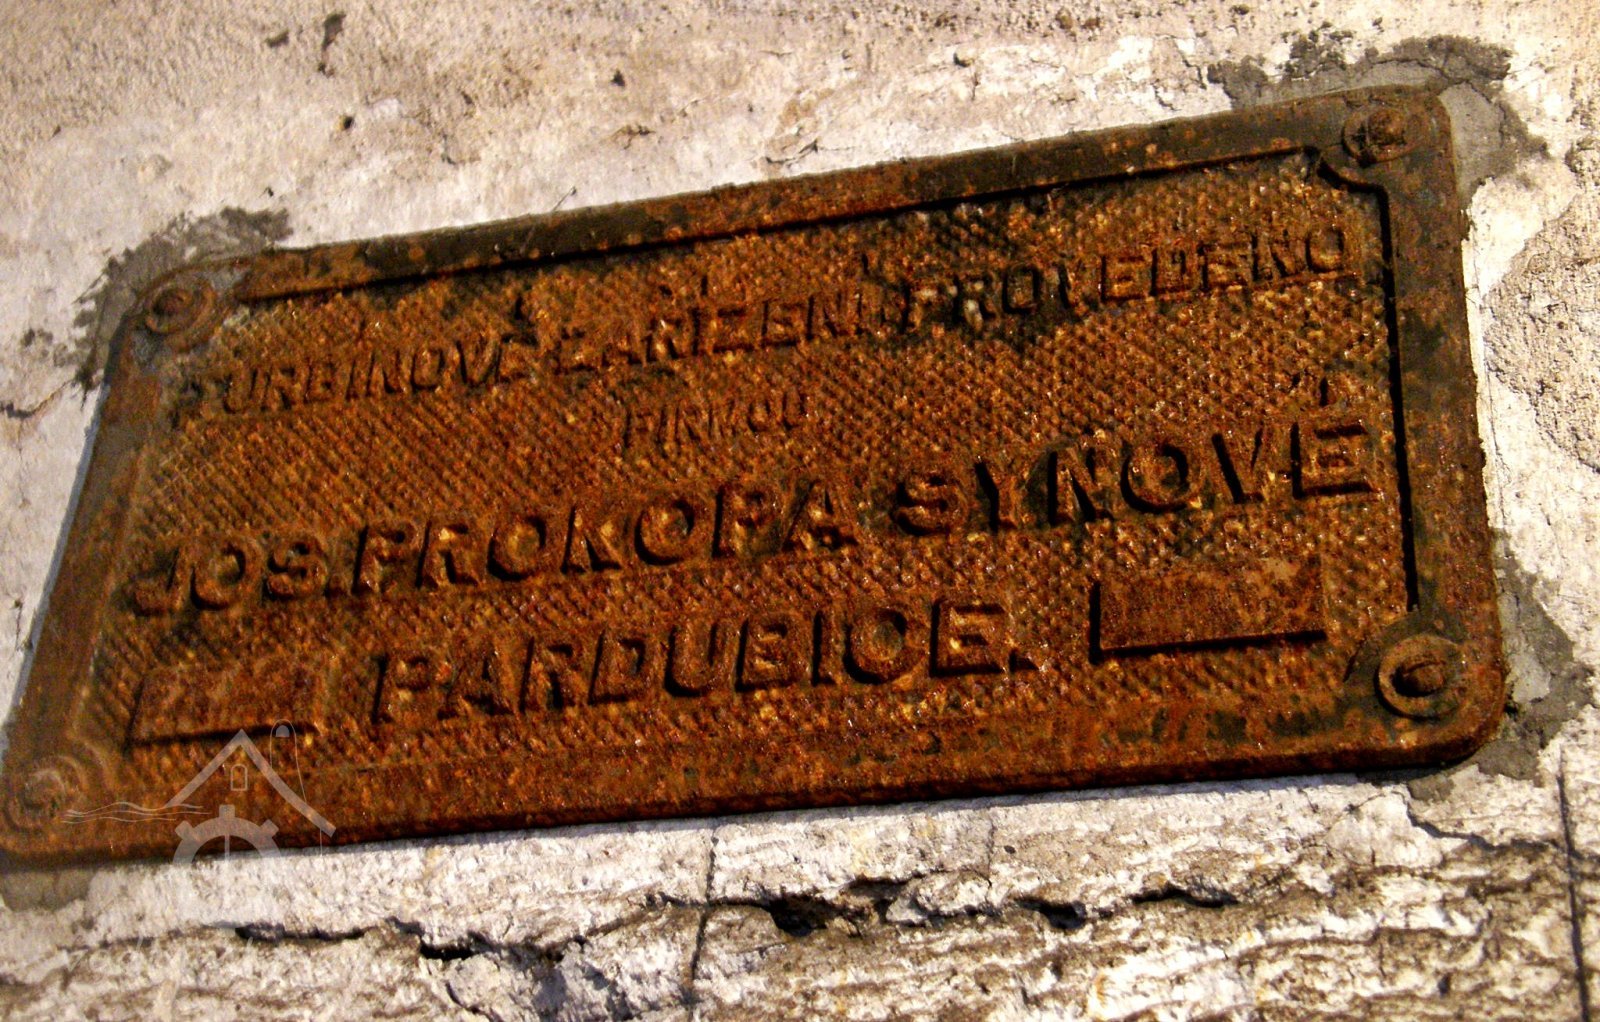 TURBINOVÉ ZAŘÍZENÍ PROVEDENO
FIRMOU
JOS. PROKOPA SYNOVÉ
PARDUBICE.